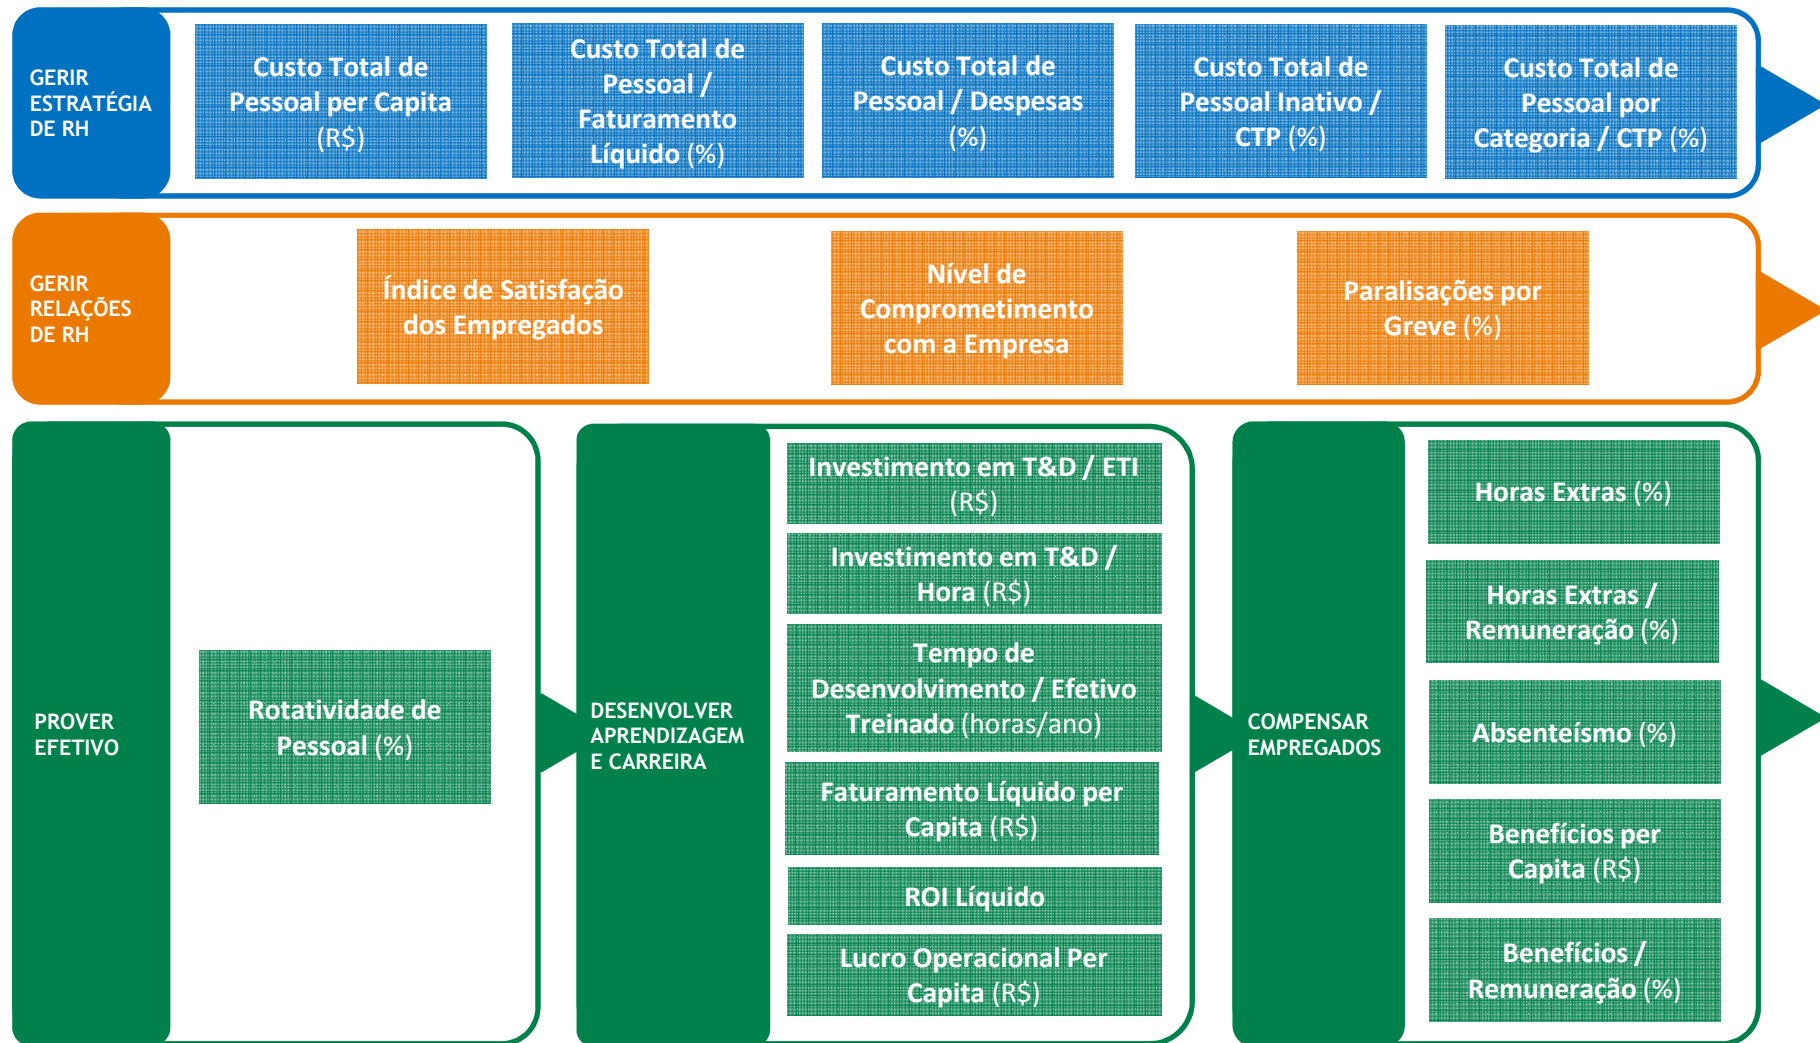 GERIR
ESTRATÉGIA
DE RH
Custo Total de
Pessoal per Capita
(R$)
Custo Total de
Pessoal /
Faturamento
Líquido (%)
Custo Total de
Pessoal / Despesas
(%)
Custo Total de
Pessoal Inativo /
CTP (%)
Custo Total de
Pessoal por
Categoria / CTP (%)
GERIR
RELAÇÕES
DE RH
Índice de Satisfação
dos Empregados
Nível de
Comprometimento
com a Empresa
Paralisações por
Greve (%)
PROVER
EFETIVO
Rotatividade de
Pessoal (%)
DESENVOLVER
APRENDIZAGEM
E CARREIRA
Investimento em T&D / ETI
(R$)
Investimento em T&D /
Hora (R$)
Tempo de
Desenvolvimento / Efetivo
Treinado (horas/ano)
Faturamento Líquido per
Capita (R$)
ROI Líquido
Lucro Operacional Per
Capita (R$)
COMPENSAR
EMPREGADOS
Horas Extras (%)
Horas Extras /
Remuneração (%)
Absenteísmo (%)
Benefícios per
Capita (R$)
Benefícios /
Remuneração (%)